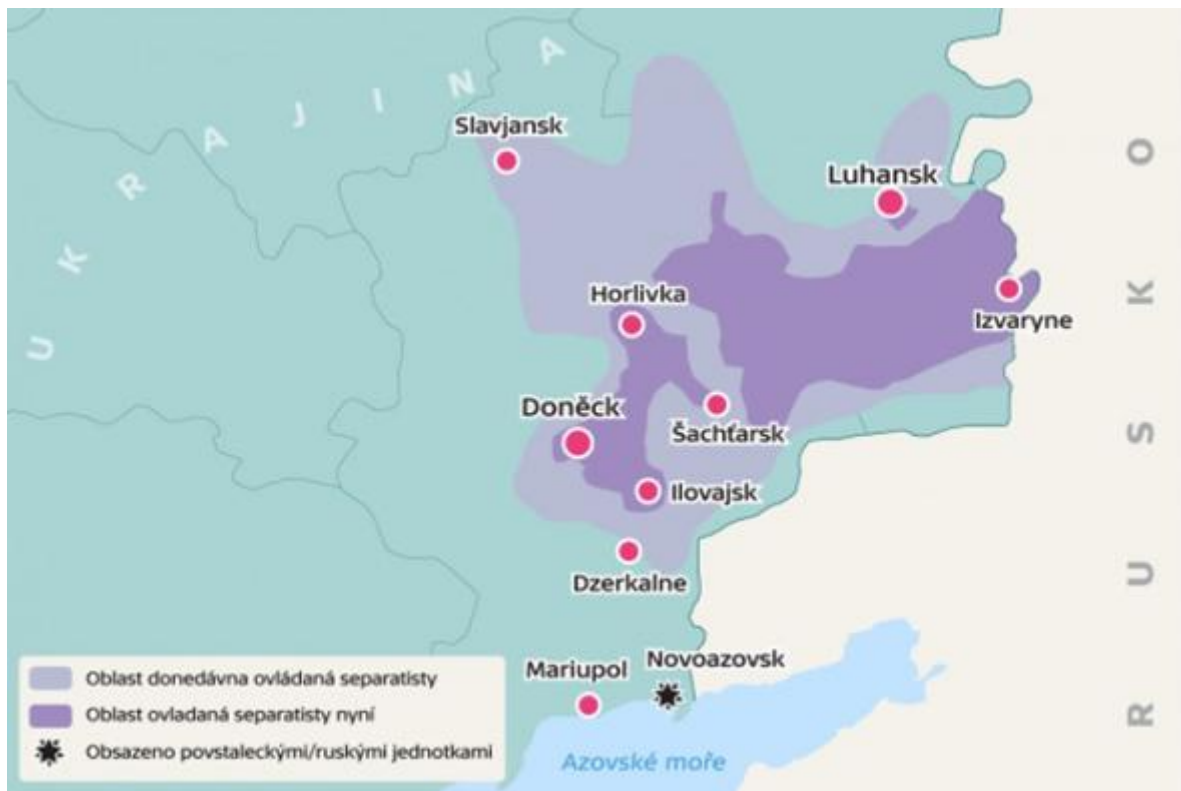 UKRAJINA
Slavjansk
Luhansk
Horlivka
Izvaryne
Doněck
Šachťarsk
Ilovajsk
Dzerkalne
Mariupol
Novoazovsk
Azovské moře
RUSKO
Oblast donedávna ovládaná separatisty
Oblast ovladaná separatisty nyní
Obsazeno povstaleckými/ruskými jednotkami